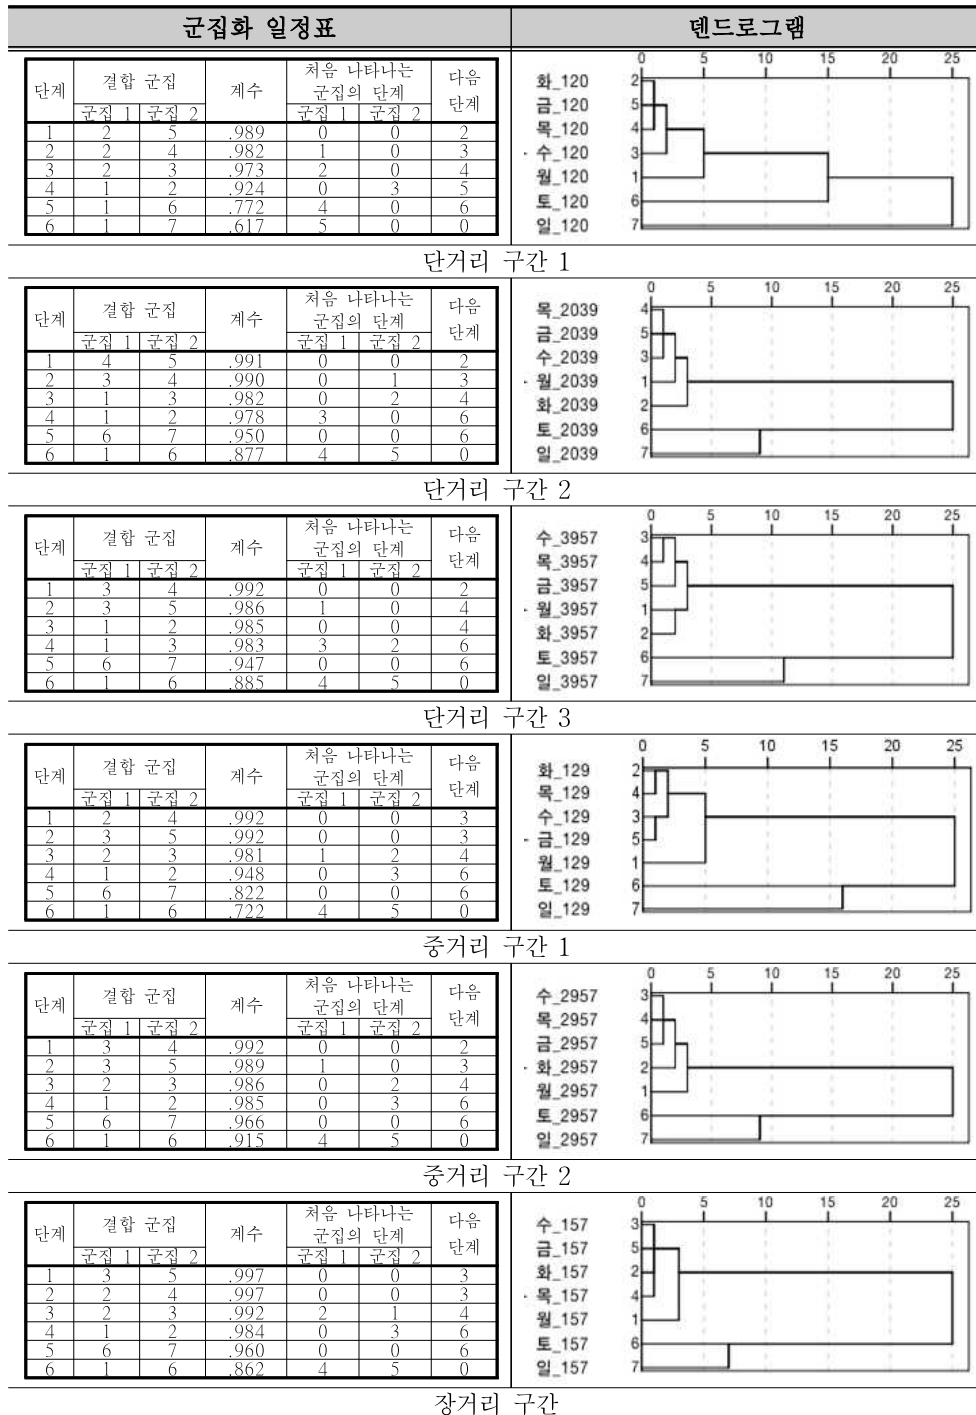 군집화 일정표 덴드로그램
단계 결합 군집 계수 처음 나타나는 군집의 단계 다음 단계
군집 1 군집 2 군집 1 군집 2
1 2 5 .989 0 0 2
2 2 4 .982 1 0 3
3 2 3 .973 2 0 4
4 1 2 .924 0 3 5
5 1 6 .772 4 0 6
6 1 7 .617 5 0 0
0 5 10 15 20 25
화_120 2
금_120 5
목_120 4
수_120 3
월_120 1
토_120 6
일_120 7
단거리 구간 1
단계 결합 군집 계수 처음 나타나는 군집의 단계 다음 단계
군집 1 군집 2 군집 1 군집 2
1 4 5 .991 0 0 2
2 3 4 .990 0 1 3
3 1 3 .982 0 2 4
4 1 2 .978 3 0 6
5 6 7 .950 0 0 6
6 1 6 .877 4 5 0
0 5 10 15 20 25
목_2039 4
금_2039 5
수_2039 3
월_2039 1
화_2039 2
토_2039 6
일_2039 7
단거리 구간 2
단계 결합 군집 계수 처음 나타나는 군집의 단계 다음 단계
군집 1 군집 2 군집 1 군집 2
1 3 4 .992 0 0 2
2 3 5 .986 1 0 4
3 1 2 .985 0 0 4
4 1 3 .983 3 2 6
5 6 7 .947 0 0 6
6 1 6 .885 4 5 0
0 5 10 15 20 25
수_3957 3
목_3957 4
금_3957 5
월_3957 1
화_3957 2
토_3957 6
일_3957 7
단거리 구간 3
단계 결합 군집 계수 처음 나타나는 군집의 단계 다음 단계
군집 1 군집 2 군집 1 군집 2
1 2 4 .992 0 0 3
2 3 5 .992 0 0 3
3 2 3 .981 1 2 4
4 1 2 .948 0 3 6
5 6 7 .822 0 0 6
6 1 6 .722 4 5 0
0 5 10 15 20 25
화_129 2
목_129 4
수_129 3
금_129 5
월_129 1
토_129 6
일_129 7
중거리 구간 1
단계 결합 군집 계수 처음 나타나는 군집의 단계 다음 단계
군집 1 군집 2 군집 1 군집 2
1 3 4 .992 0 0 2
2 3 5 .989 1 0 3
3 2 3 .986 0 2 4
4 1 2 .985 0 3 6
5 6 7 .966 0 0 6
6 1 6 .915 4 5 0
0 5 10 15 20 25
수_2957 3
목_2957 4
금_2957 5
화_2957 2
월_2957 1
토_2957 6
일_2957 7
중거리 구간 2
단계 결합 군집 계수 처음 나타나는 군집의 단계 다음 단계
군집 1 군집 2 군집 1 군집 2
1 3 5 .997 0 0 3
2 2 4 .997 0 0 3
3 2 3 .992 2 1 4
4 1 2 .984 0 3 6
5 6 7 .960 0 0 6
6 1 6 .862 4 5 0
0 5 10 15 20 25
수_157 3
금_157 5
화_157 2
목_157 4
월_157 1
토_157 6
일_157 7
장거리 구간